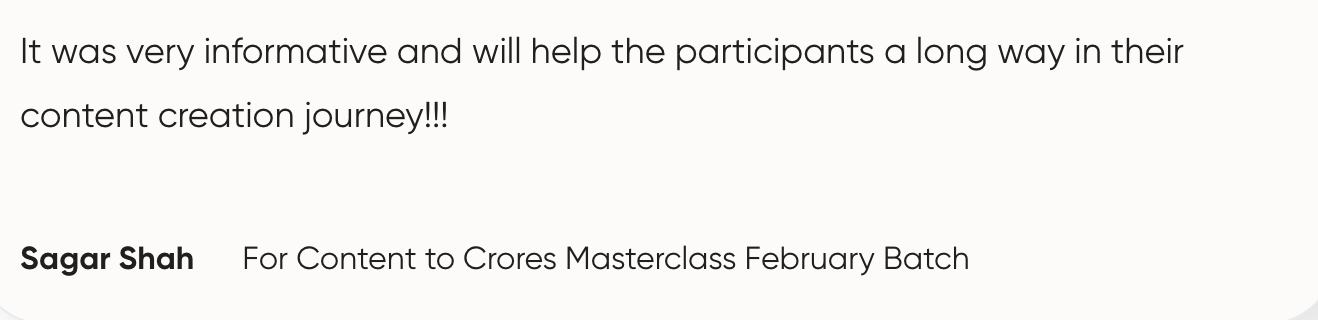 It was very informative and will help the participants a long way in their
content creation journey!!!
Sagar Shah For Content to Crores Masterclass February Batch